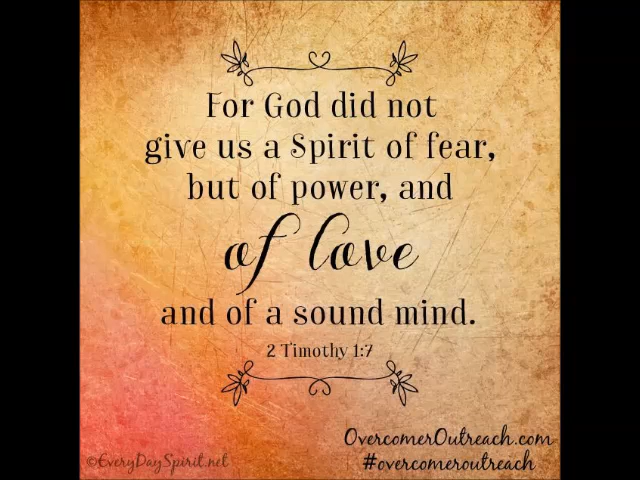 For God did not
give us a Spirit of fear,
but of power, and
of love
and of a sound mind.
2 Timothy 1:7
OvercomerOutreach.com
©EveryDaySpirit.net
#overcomeroutreach